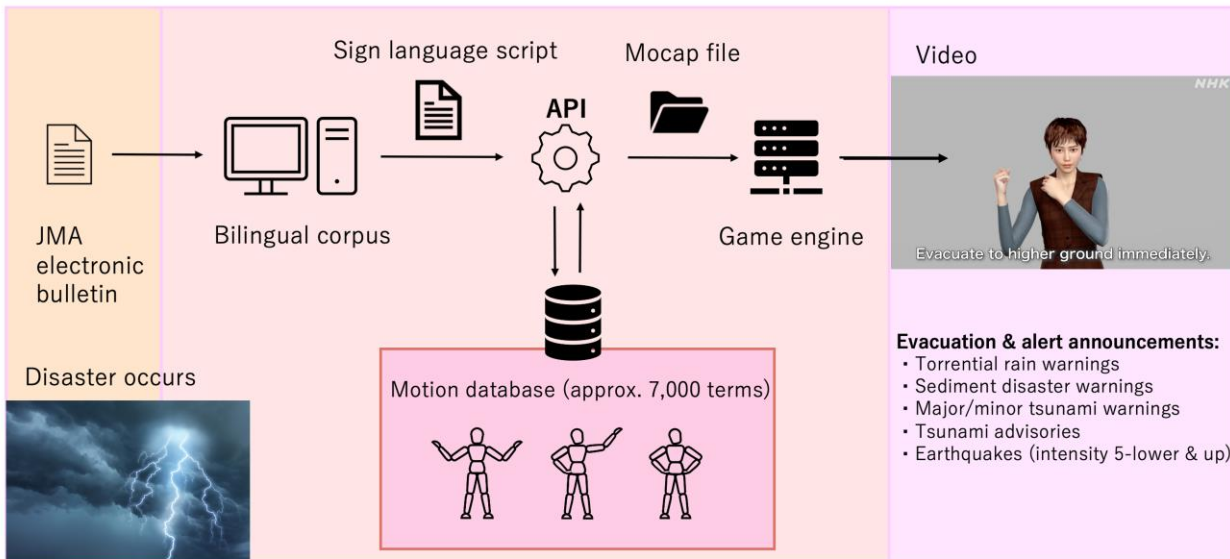 Sign language script
Mocap file
Video
NHK
API
JMA
electronic
bulletin
Bilingual corpus
Game engine
Evacuate to higher ground immediately.
Disaster occurs
Motion database (approx. 7,000 terms)
Evacuation & alert announcements:
・Torrential rain warnings
・Sediment disaster warnings
・Major/minor tsunami warnings
・Tsunami advisories
・Earthquakes (intensity 5-lower & up)